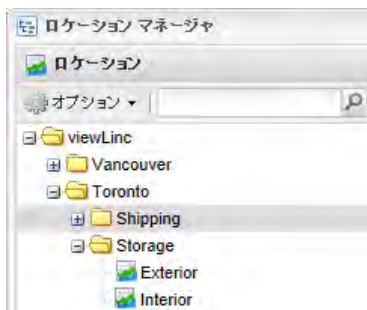 ロケーション マネージャ
ロケーション
オプション
viewLinc
Vancouver
Toronto
Shipping
Storage
Exterior
Interior